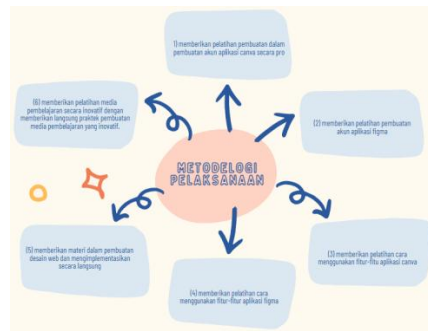 1) memberikan pelatihan pembuatan dalam
pembuatan akun aplikasi canva secara pro
(6) memberikan pelatihan media
pembelajaran secara inovatif dengan
memberikan langsung praktek pembuatan
media pembelajaran yang inovatif.
(2) memberikan pelatihan pembuatan
akun aplikasi figma
METODELOGI
PELAKSANAAN
(5) memberikan materi dalam pembuatan
desain web dan mengimplementasikan
secara langsung
(4) memberikan pelatihan cara
menggunakan fitur-fitur aplikasi figma
(3) memberikan pelatihan cara
menggunakan fitur-fitu aplikasi canva